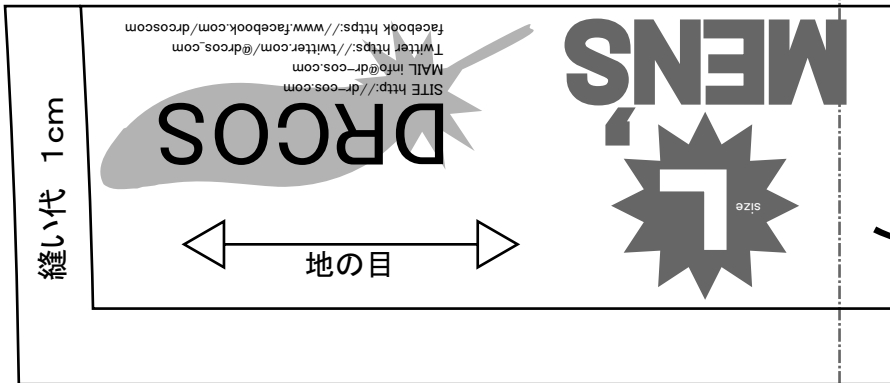 縫い代 1cm
DRCOS
SITE http://dr-cos.com
MAIL info@dr-cos.com
Twitter https://twitter.com/drcos_com
facebook https://www.facebook.com/drcoscom
MEN'S
L
size
地の目